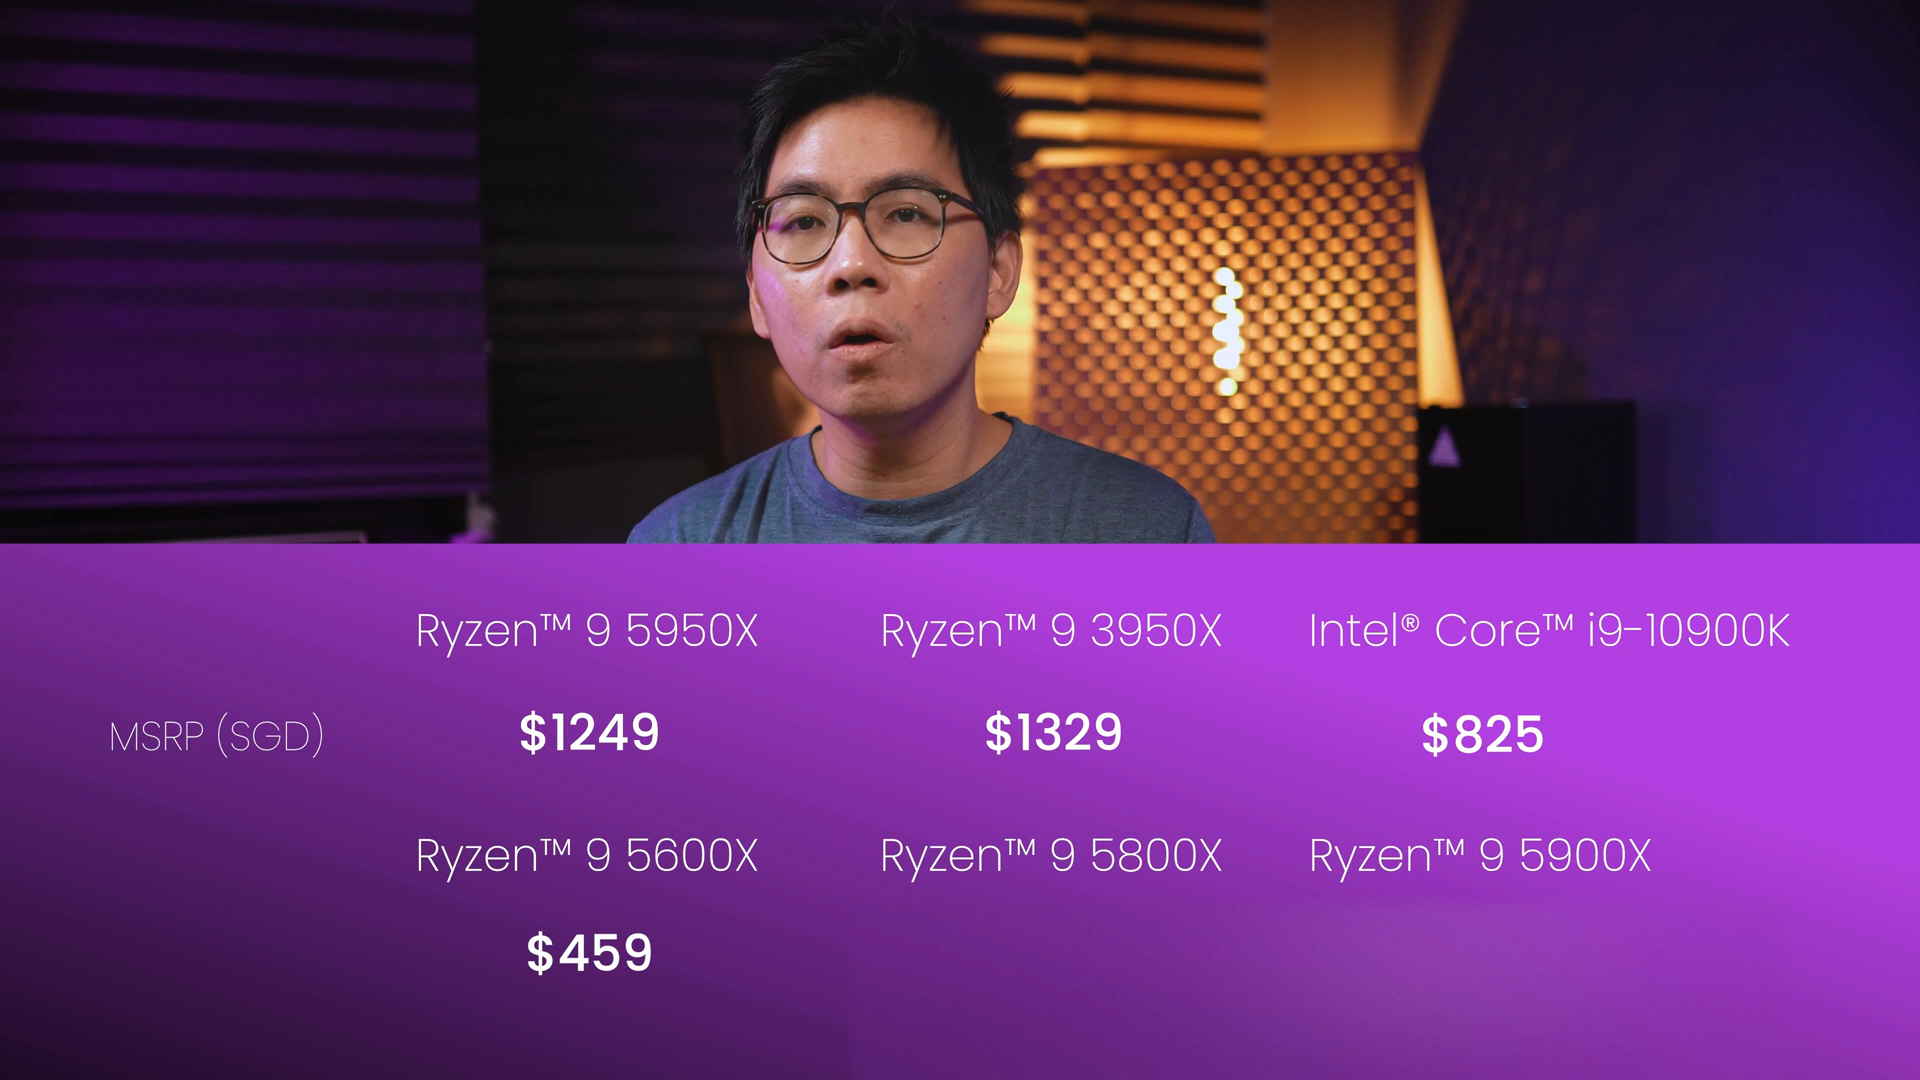 Ryzen™ 9 5950X Ryzen™ 9 3950X Intel® Core™ i9-10900K
MSRP (SGD) $1249 $1329 $825
Ryzen™ 9 5600X Ryzen™ 9 5800X Ryzen™ 9 5900X
$459